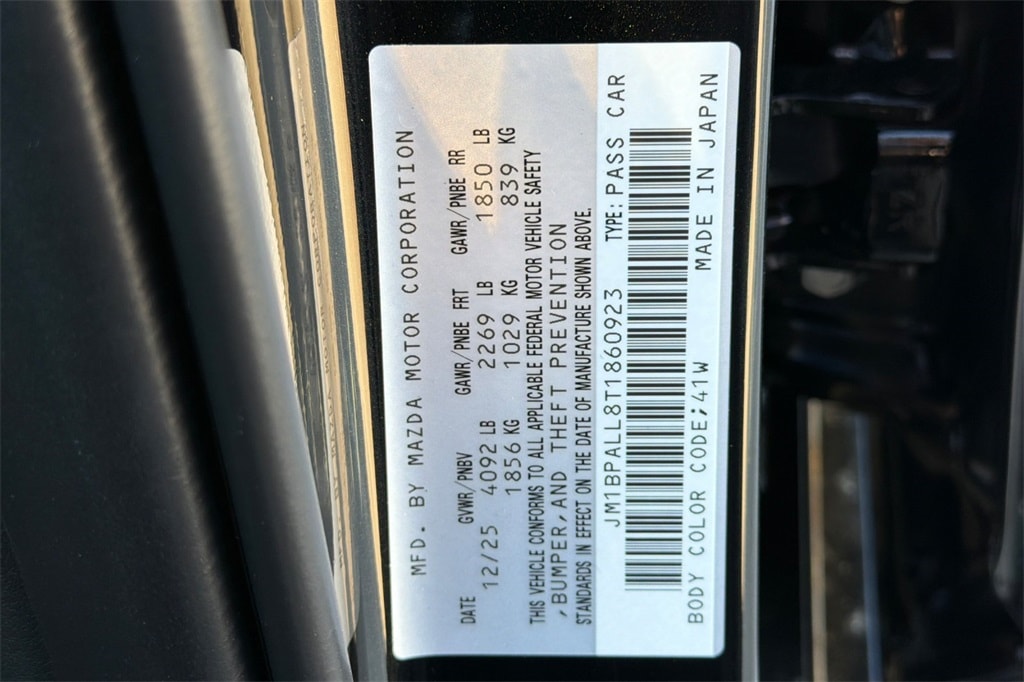 MFD. BY MAZDA MOTOR CORPORATION
DATE GVWR/PNBV GAWR/PNBE FRT GAWR/PNBE RR
12/25 4092 LB 2269 LB 1850 LB
1856 KG 1029 KG 839 KG
THIS VEHICLE CONFORMS TO ALL APPLICABLE FEDERAL MOTOR VEHICLE SAFETY
,BUMPER,AND THEFT PREVENTION
STANDARDS IN EFFECT ON THE DATE OF MANUFACTURE SHOWN ABOVE.
JM1BPALL8T1860923 TYPE:PASS CAR
BODY COLOR CODE;41W MADE IN JAPAN